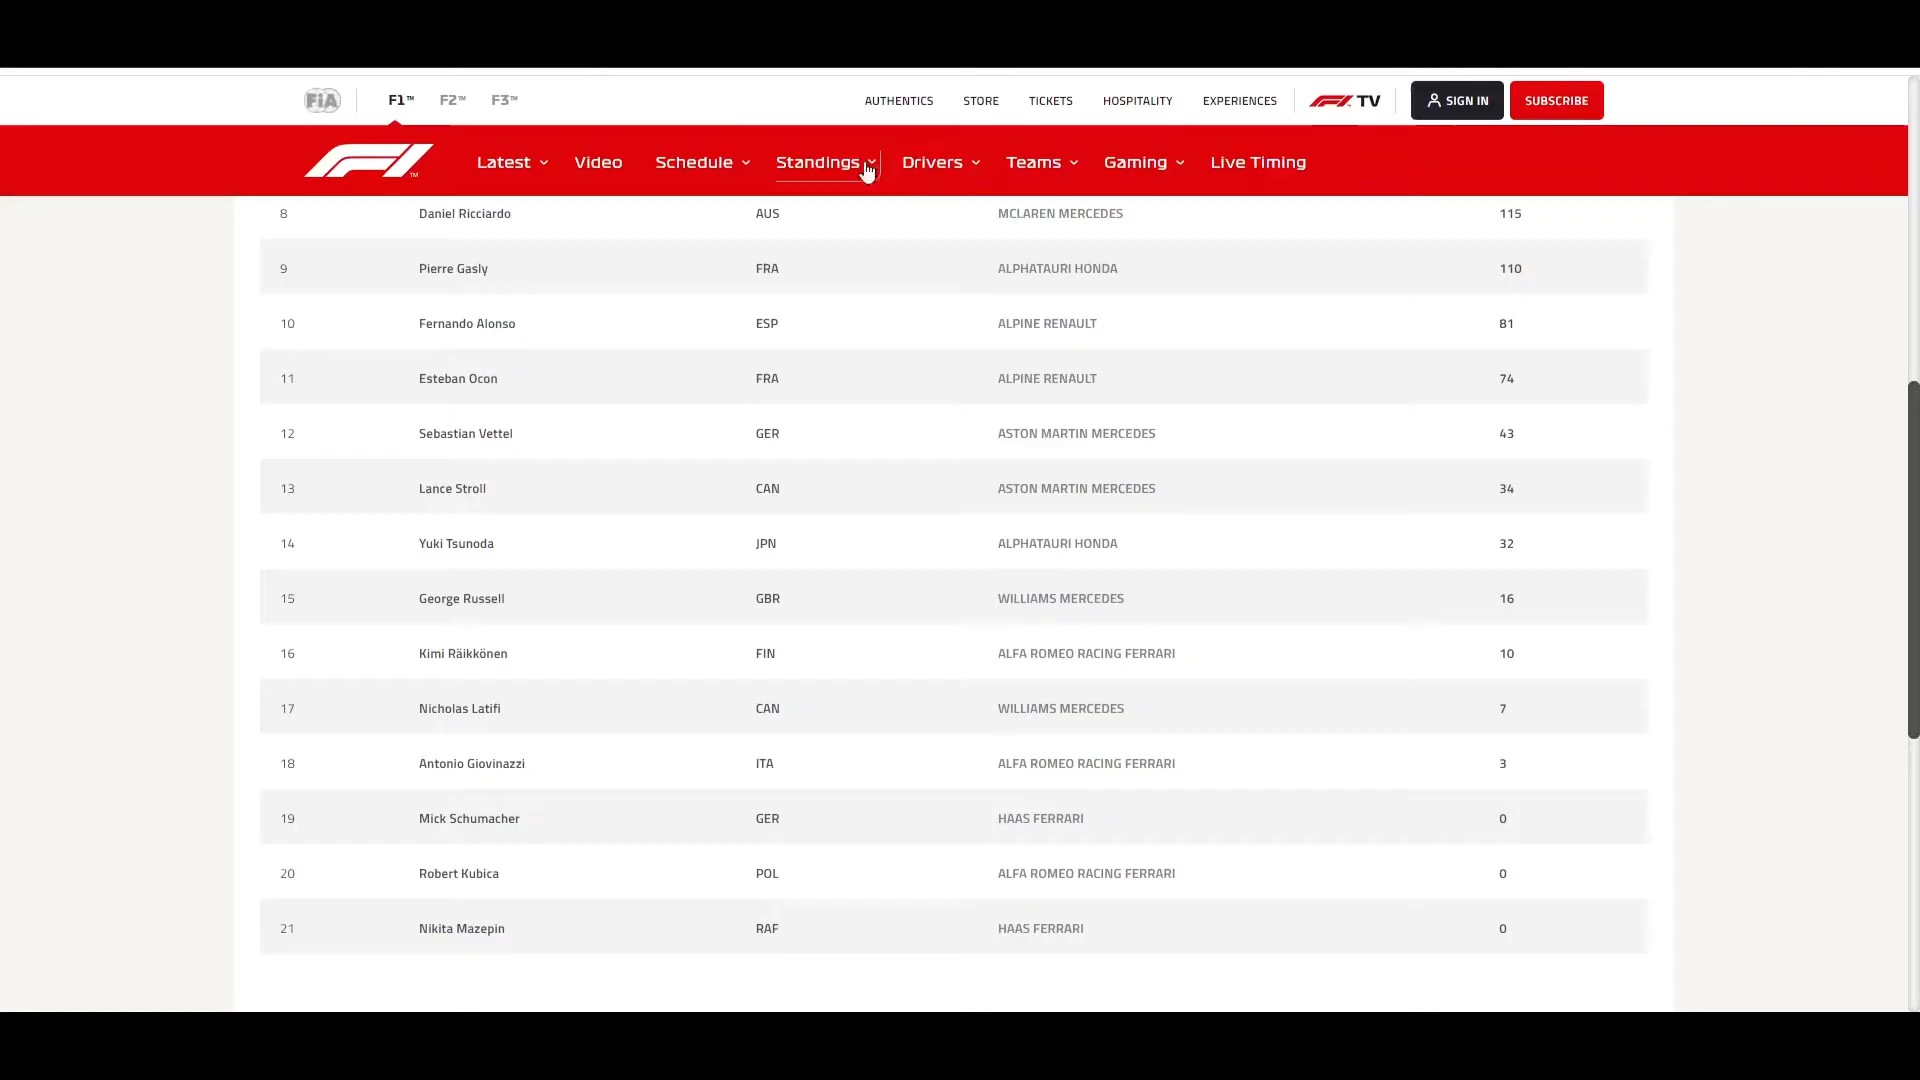 FIA F1™ F2™ F3™ AUTHENTICS STORE TICKETS HOSPITALITY EXPERIENCES F1 TV SIGN IN SUBSCRIBE
F1™ Latest Video Schedule Standings Drivers Teams Gaming Live Timing
8 Daniel Ricciardo AUS MCLAREN MERCEDES 115
9 Pierre Gasly FRA ALPHATAURI HONDA 110
10 Fernando Alonso ESP ALPINE RENAULT 81
11 Esteban Ocon FRA ALPINE RENAULT 74
12 Sebastian Vettel GER ASTON MARTIN MERCEDES 43
13 Lance Stroll CAN ASTON MARTIN MERCEDES 34
14 Yuki Tsunoda JPN ALPHATAURI HONDA 32
15 George Russell GBR WILLIAMS MERCEDES 16
16 Kimi Räikkönen FIN ALFA ROMEO RACING FERRARI 10
17 Nicholas Latifi CAN WILLIAMS MERCEDES 7
18 Antonio Giovinazzi ITA ALFA ROMEO RACING FERRARI 3
19 Mick Schumacher GER HAAS FERRARI 0
20 Robert Kubica POL ALFA ROMEO RACING FERRARI 0
21 Nikita Mazepin RAF HAAS FERRARI 0